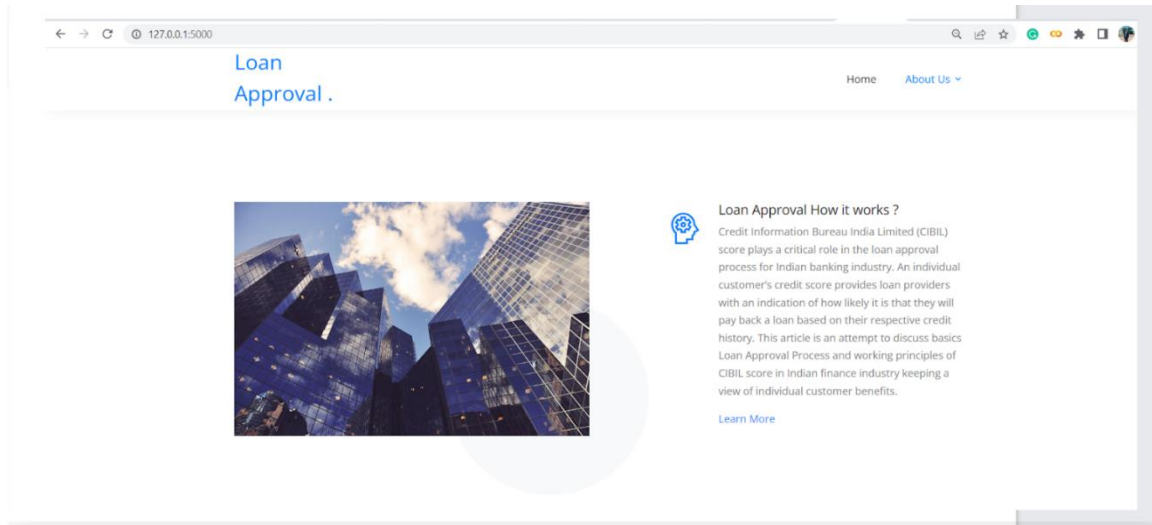 127.0.0.1:5000
Loan
Approval .
Home About Us
Loan Approval How it works ?
Credit Information Bureau India Limited (CIBIL)
score plays a critical role in the loan approval
process for Indian banking industry. An individual
customer's credit score provides loan providers
with an indication of how likely it is that they will
pay back a loan based on their respective credit
history. This article is an attempt to discuss basics
Loan Approval Process and working principles of
CIBIL score in Indian finance industry keeping a
view of individual customer benefits.
Learn More